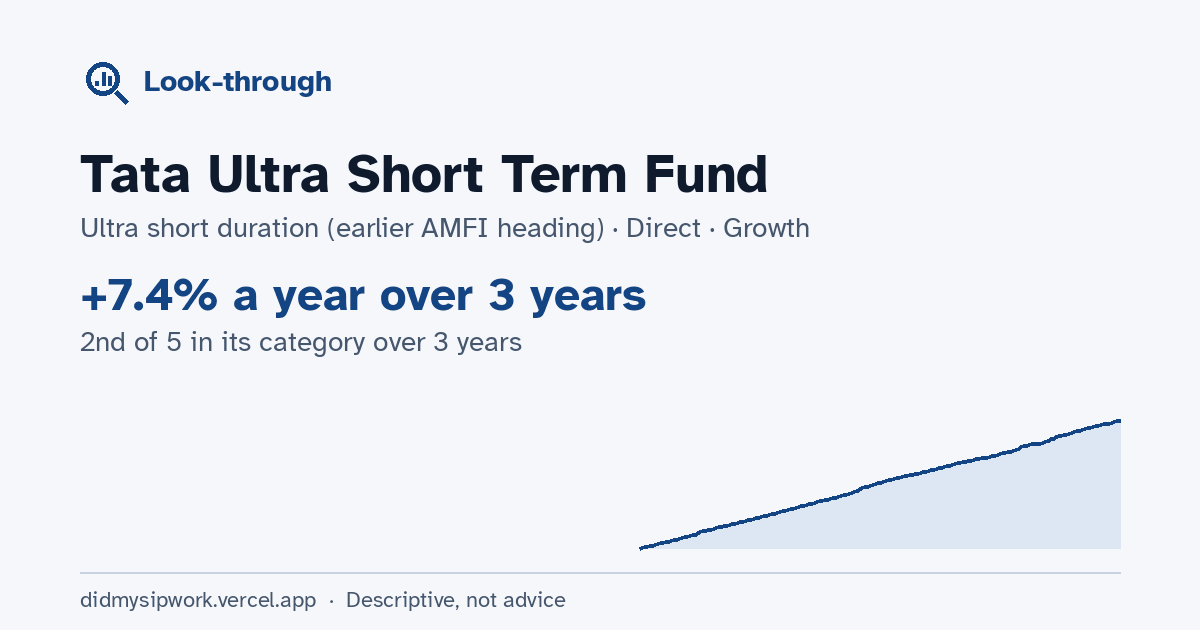 Look-through
Tata Ultra Short Term Fund
Ultra short duration (earlier AMFI heading) · Direct · Growth
+7.4% a year over 3 years
2nd of 5 in its category over 3 years
didmysipwork.vercel.app · Descriptive, not advice